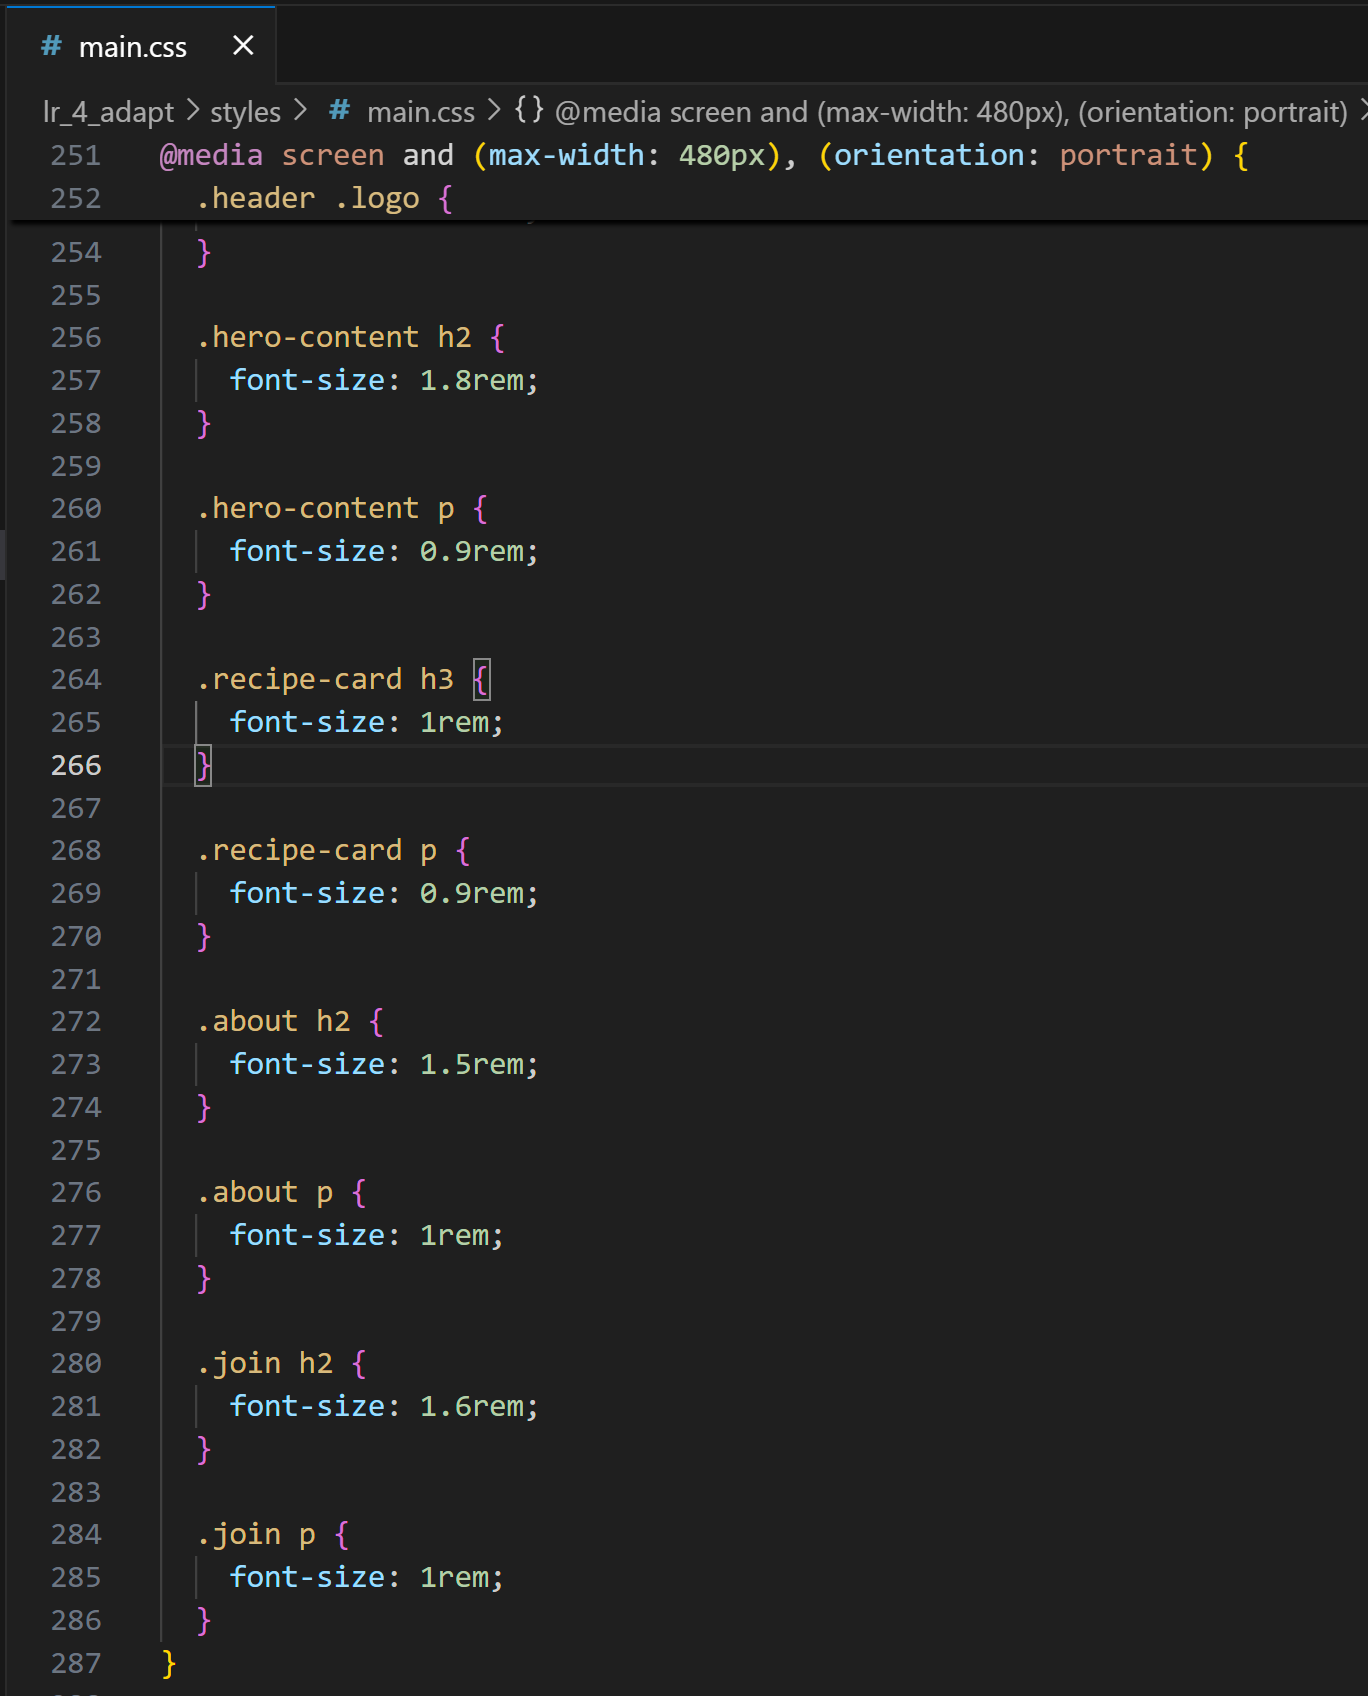 # main.css ×
lr_4_adapt > styles > # main.css > {} @media screen and (max-width: 480px), (orientation: portrait) >
251 @media screen and (max-width: 480px), (orientation: portrait) {
252 .header .logo {
254 }
255
256 .hero-content h2 {
257 font-size: 1.8rem;
258 }
259
260 .hero-content p {
261 font-size: 0.9rem;
262 }
263
264 .recipe-card h3 {
265 font-size: 1rem;
266 }
267
268 .recipe-card p {
269 font-size: 0.9rem;
270 }
271
272 .about h2 {
273 font-size: 1.5rem;
274 }
275
276 .about p {
277 font-size: 1rem;
278 }
279
280 .join h2 {
281 font-size: 1.6rem;
282 }
283
284 .join p {
285 font-size: 1rem;
286 }
287 }